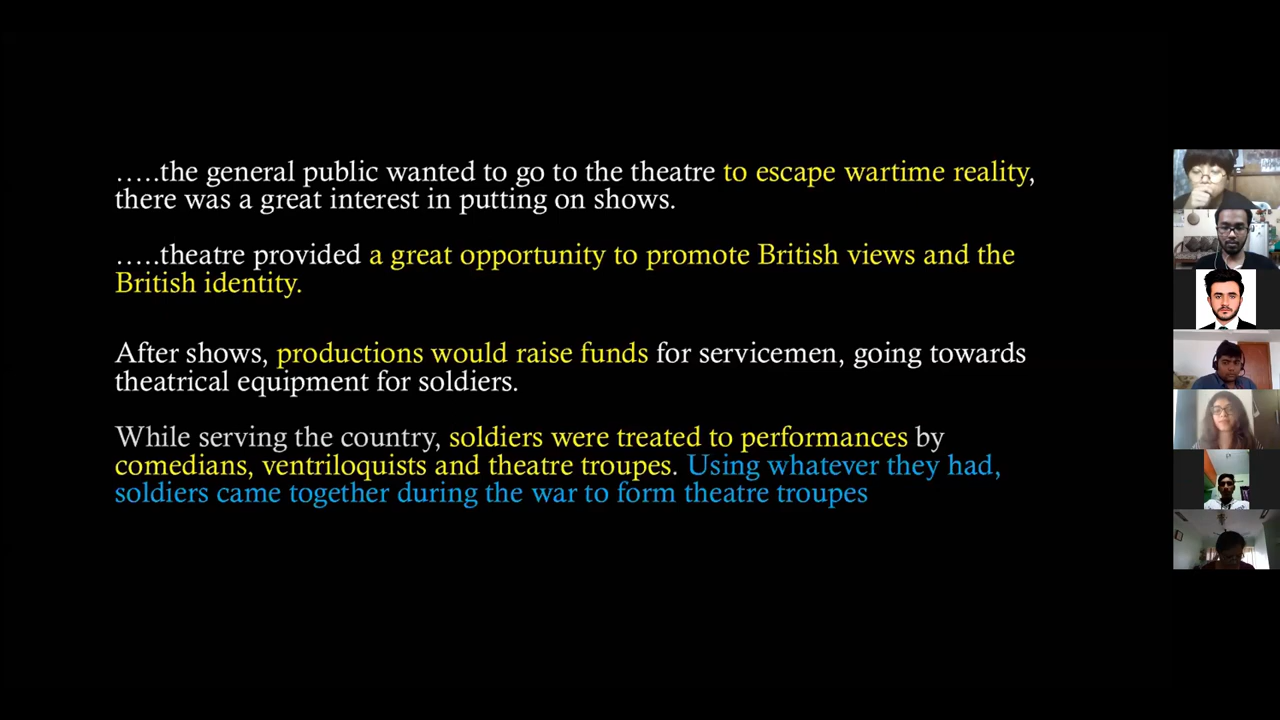 .....the general public wanted to go to the theatre to escape wartime reality,
there was a great interest in putting on shows.
.....theatre provided a great opportunity to promote British views and the
British identity.
After shows, productions would raise funds for servicemen, going towards
theatrical equipment for soldiers.
While serving the country, soldiers were treated to performances by
comedians, ventriloquists and theatre troupes. Using whatever they had,
soldiers came together during the war to form theatre troupes